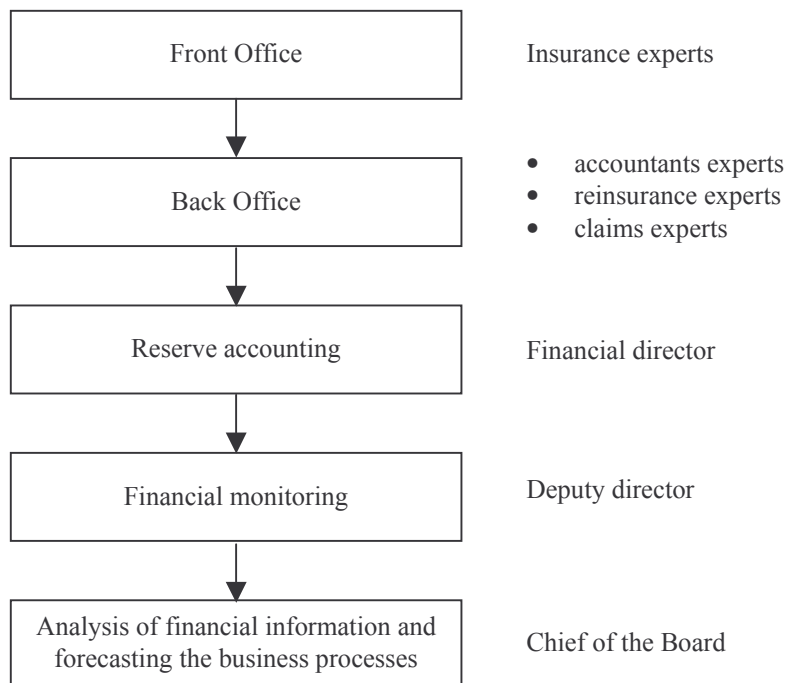 Front Office
Insurance experts
Back Office
• accountants experts
• reinsurance experts
• claims experts
Reserve accounting
Financial director
Financial monitoring
Deputy director
Analysis of financial information and
forecasting the business processes
Chief of the Board